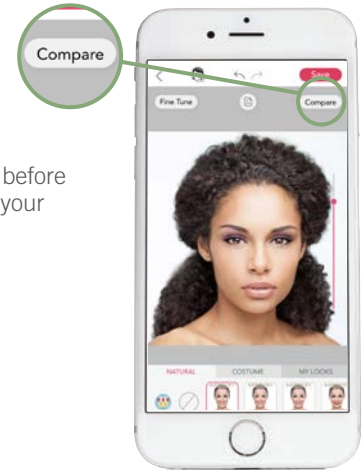 Compare
Save
Fine Tune
Compare
before
your
NATURAL
COSTUME
MY LOOKS